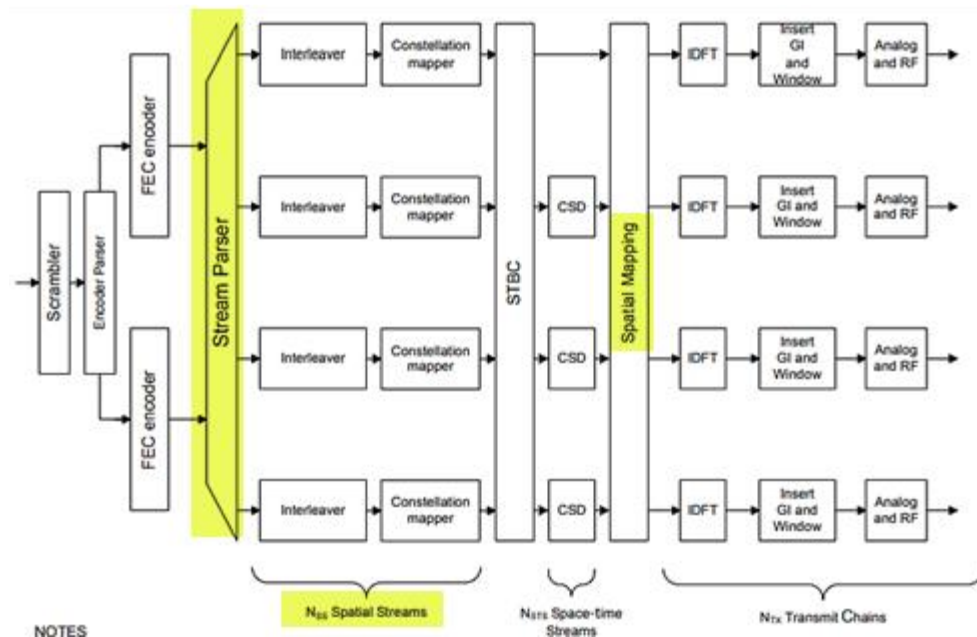 Scrambler
Encoder Parser
FEC encoder
FEC encoder
Stream Parser
Interleaver
Constellation
mapper
STBC
Spatial Mapping
IDFT
Insert
GI
and
Window
Analog
and RF
Interleaver
Constellation
mapper
CSD
IDFT
Insert
GI and
Window
Analog
and RF
Interleaver
Constellation
mapper
CSD
IDFT
Insert
GI and
Window
Analog
and RF
Interleaver
Constellation
mapper
CSD
IDFT
Insert
GI and
Window
Analog
and RF
NSS Spatial Streams
NSTS Space-time
Streams
NTX Transmit Chains
NOTES